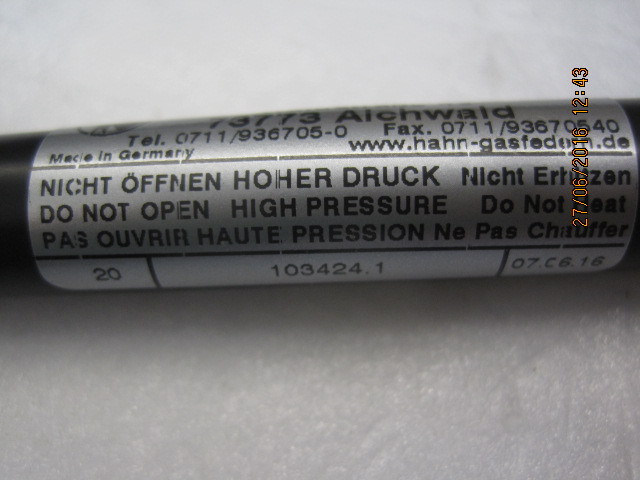 73773 Aichwald
Tel. 0711/936705-0 Fax. 0711/936705-40
Made in Germany www.hahn-gasfedern.de
NICHT ÖFFNEN HOHER DRUCK Nicht Erhitzen
DO NOT OPEN HIGH PRESSURE Do Not Heat
PAS OUVRIR HAUTE PRESSION Ne Pas Chauffer
20 103424.1 07.06.16
27/06/2016 12:43